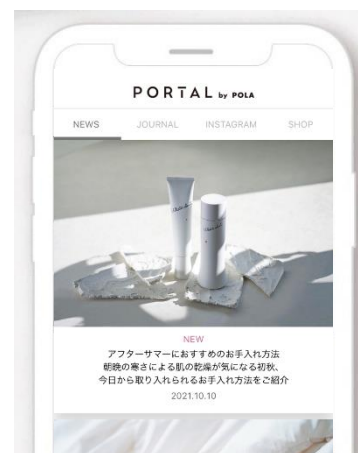 PORTAL by POLA
NEWS JOURNAL INSTAGRAM SHOP
NEW
アフターサマーにおすすめのお手入れ方法
朝晩の寒さによる肌の乾燥が気になる初秋、
今日から取り入れられるお手入れ方法をご紹介
2021.10.10